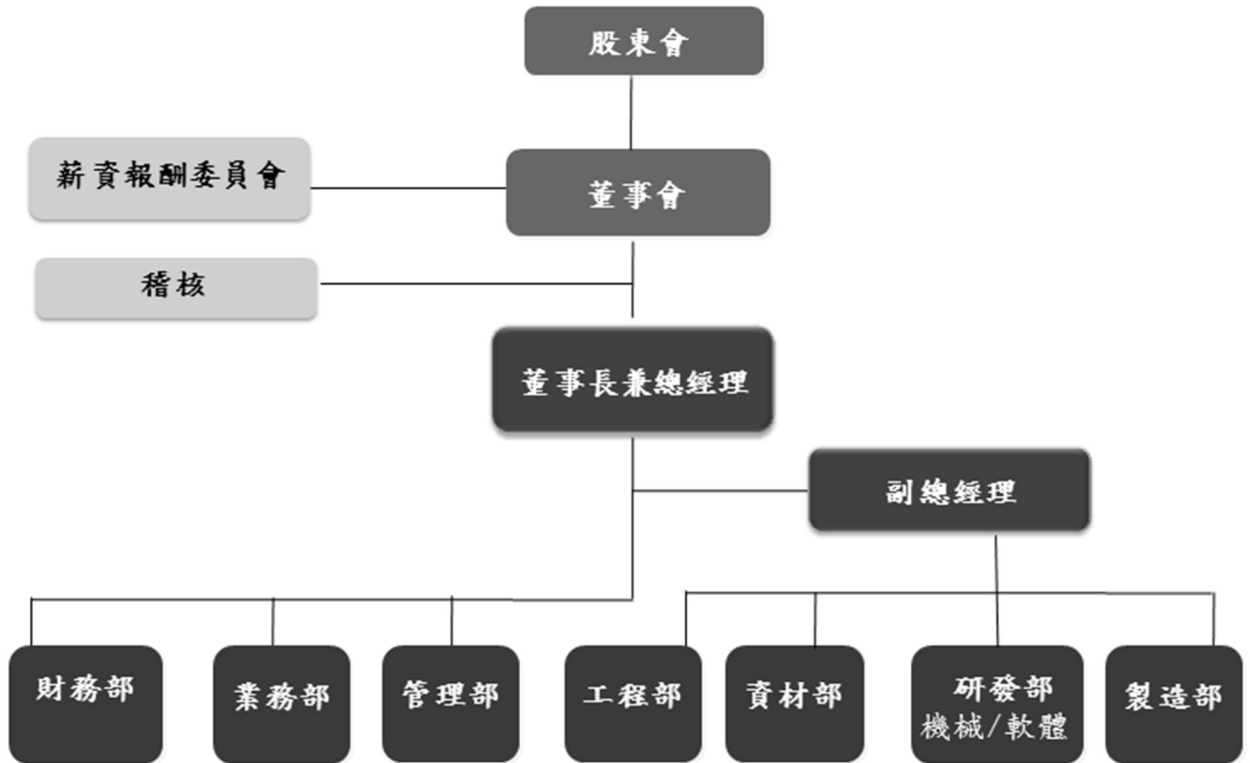 股東會
薪資報酬委員會
董事會
稽核
董事長兼總經理
副總經理
財務部
業務部
管理部
工程部
資材部
研發部
機械/軟體
製造部